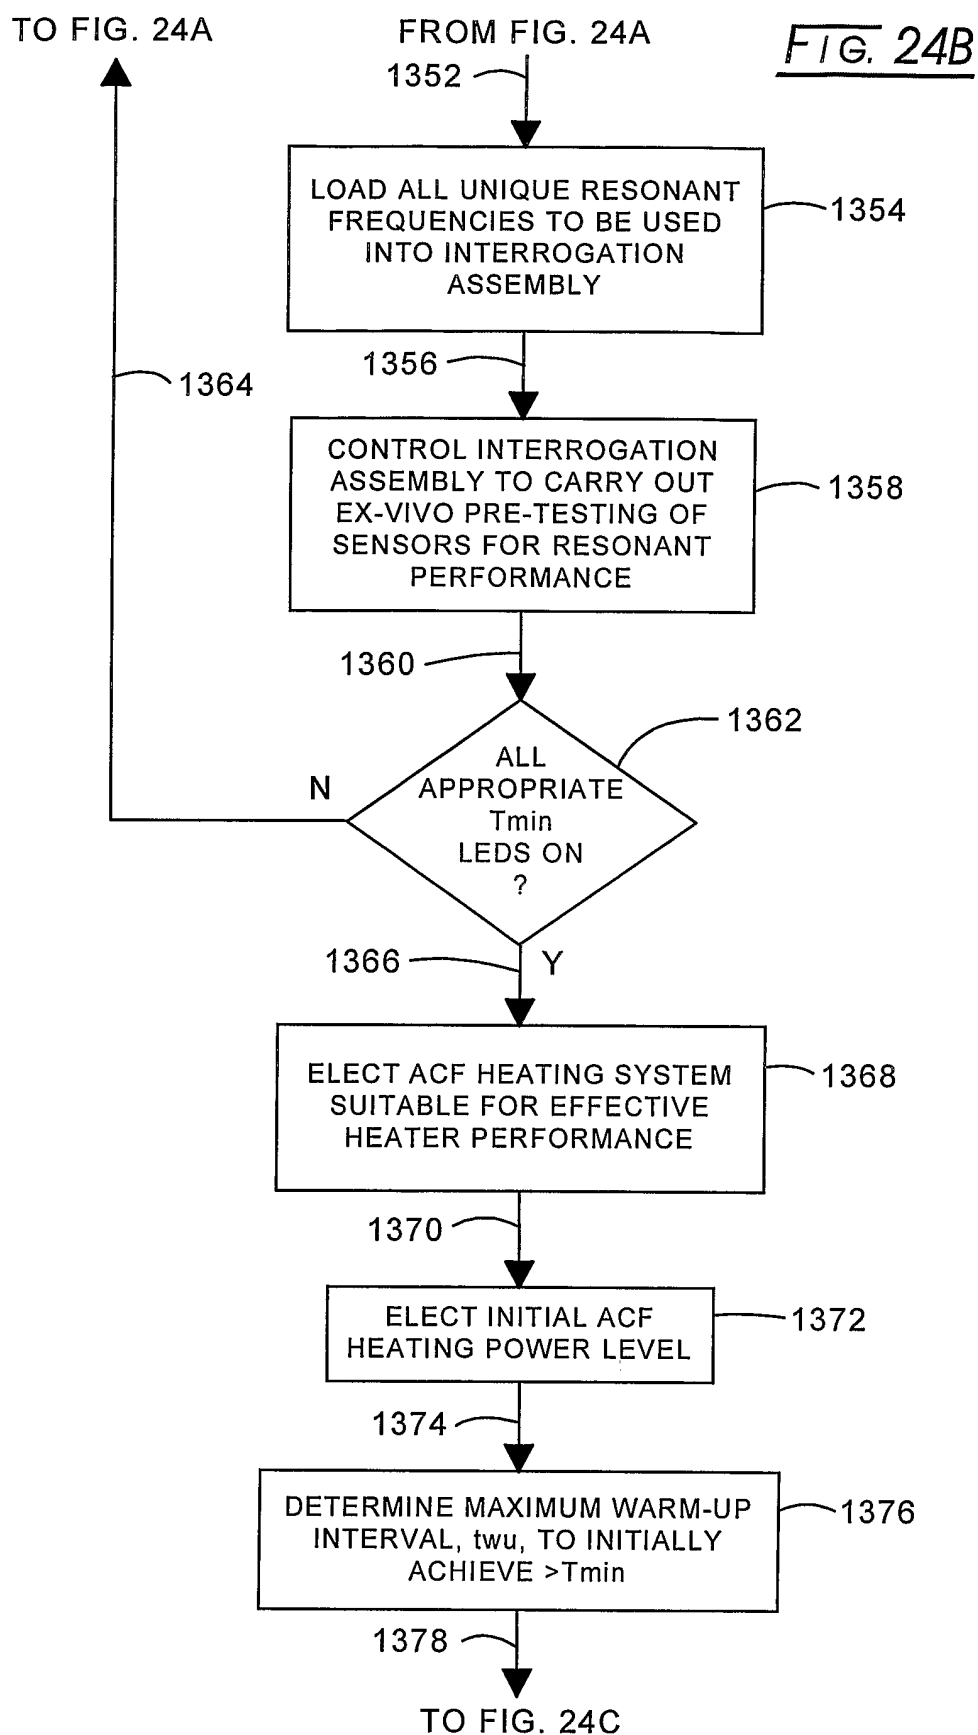 TO FIG. 24A
FROM FIG. 24A
FIG. 24B
1352
LOAD ALL UNIQUE RESONANT
FREQUENCIES TO BE USED
INTO INTERROGATION
ASSEMBLY
1354
1356
1364
CONTROL INTERROGATION
ASSEMBLY TO CARRY OUT
EX-VIVO PRE-TESTING OF
SENSORS FOR RESONANT
PERFORMANCE
1358
1360
1362
ALL
APPROPRIATE
Tmin
LEDS ON
?
N
1366
Y
ELECT ACF HEATING SYSTEM
SUITABLE FOR EFFECTIVE
HEATER PERFORMANCE
1368
1370
ELECT INITIAL ACF
HEATING POWER LEVEL
1372
1374
DETERMINE MAXIMUM WARM-UP
INTERVAL, twu, TO INITIALLY
ACHIEVE >Tmin
1376
1378
TO FIG. 24C